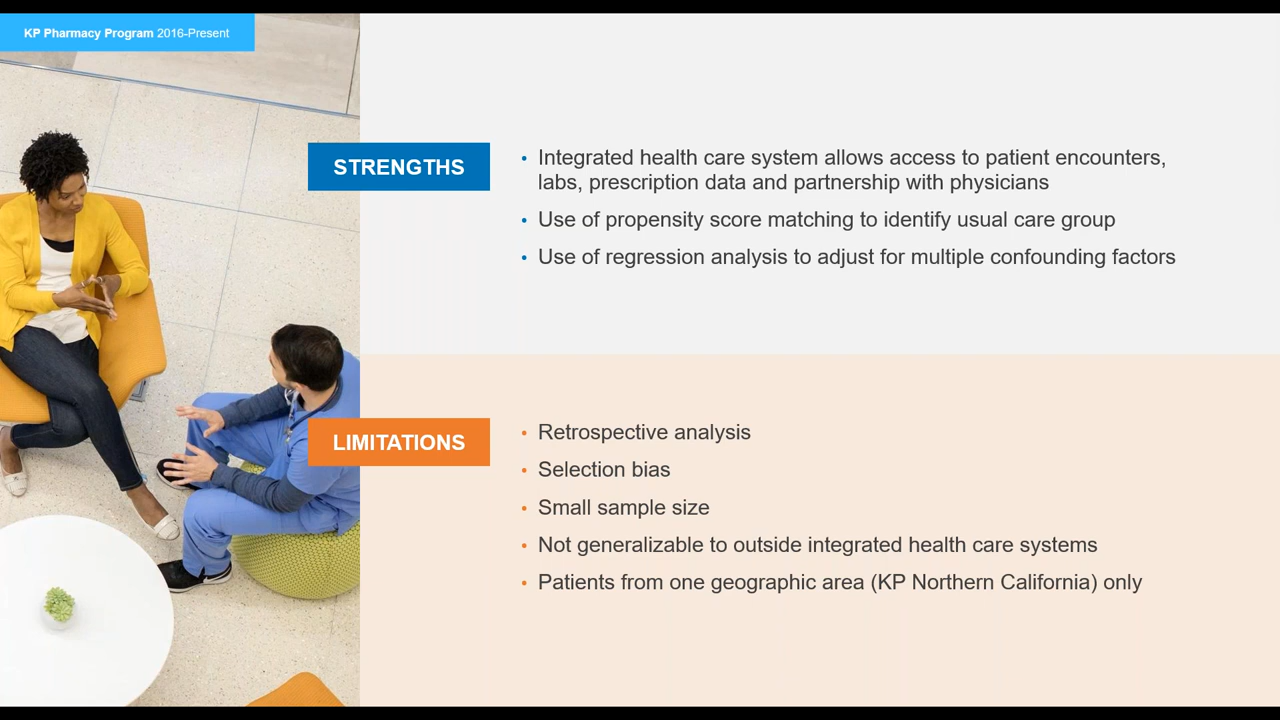 KP Pharmacy Program 2016-Present
STRENGTHS
• Integrated health care system allows access to patient encounters,
labs, prescription data and partnership with physicians
• Use of propensity score matching to identify usual care group
• Use of regression analysis to adjust for multiple confounding factors
LIMITATIONS
• Retrospective analysis
• Selection bias
• Small sample size
• Not generalizable to outside integrated health care systems
• Patients from one geographic area (KP Northern California) only